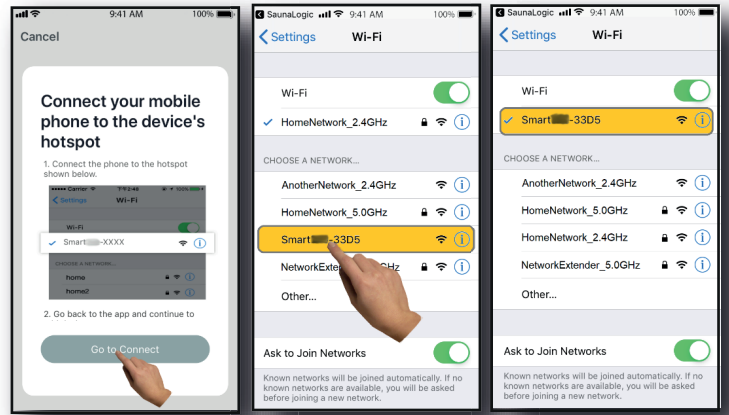 9:41 AM
100%
Cancel
Connect your mobile
phone to the device's
hotspot
1. Connect the phone to the hotspot
shown below.
Carrier
100%
Settings
Wi-Fi
Wi-Fi
Smart -XXXX
CHOOSE A NETWORK...
home
home2
2. Go back to the app and continue to
Go to Connect
SaunaLogic
9:41 AM
100%
Settings
Wi-Fi
Wi-Fi
HomeNetwork_2.4GHz
CHOOSE A NETWORK...
AnotherNetwork_2.4GHz
HomeNetwork_5.0GHz
Smart -33D5
GHz
Other...
Ask to Join Networks
Known networks will be joined automatically. If no
known networks are available, you will be asked
before joining a new network.
SaunaLogic
9:41 AM
100%
Settings
Wi-Fi
Wi-Fi
Smart -33D5
CHOOSE A NETWORK...
AnotherNetwork_2.4GHz
HomeNetwork_5.0GHz
HomeNetwork_2.4GHz
NetworkExtender_5.0GHz
Other...
Ask to Join Networks
Known networks will be joined automatically. If no
known networks are available, you will be asked
before joining a new network.